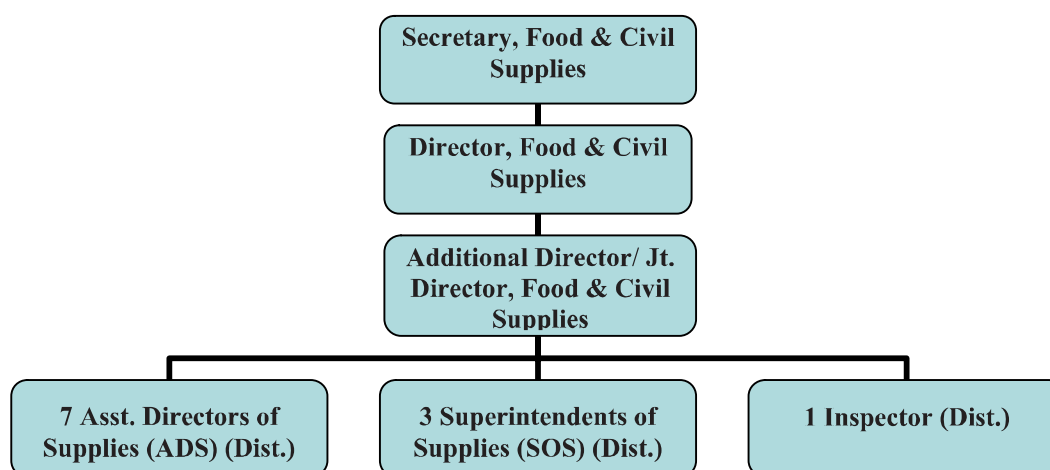 Secretary, Food & Civil
Supplies
Director, Food & Civil
Supplies
Additional Director/ Jt.
Director, Food & Civil
Supplies
7 Asst. Directors of
Supplies (ADS) (Dist.)
3 Superintendents of
Supplies (SOS) (Dist.)
1 Inspector (Dist.)